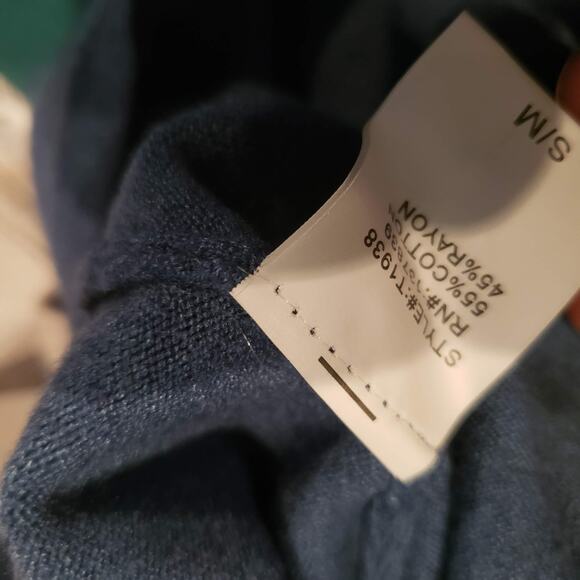 S/M
STYLE#:T1938
RN#
55%COTTON
45%RAYON